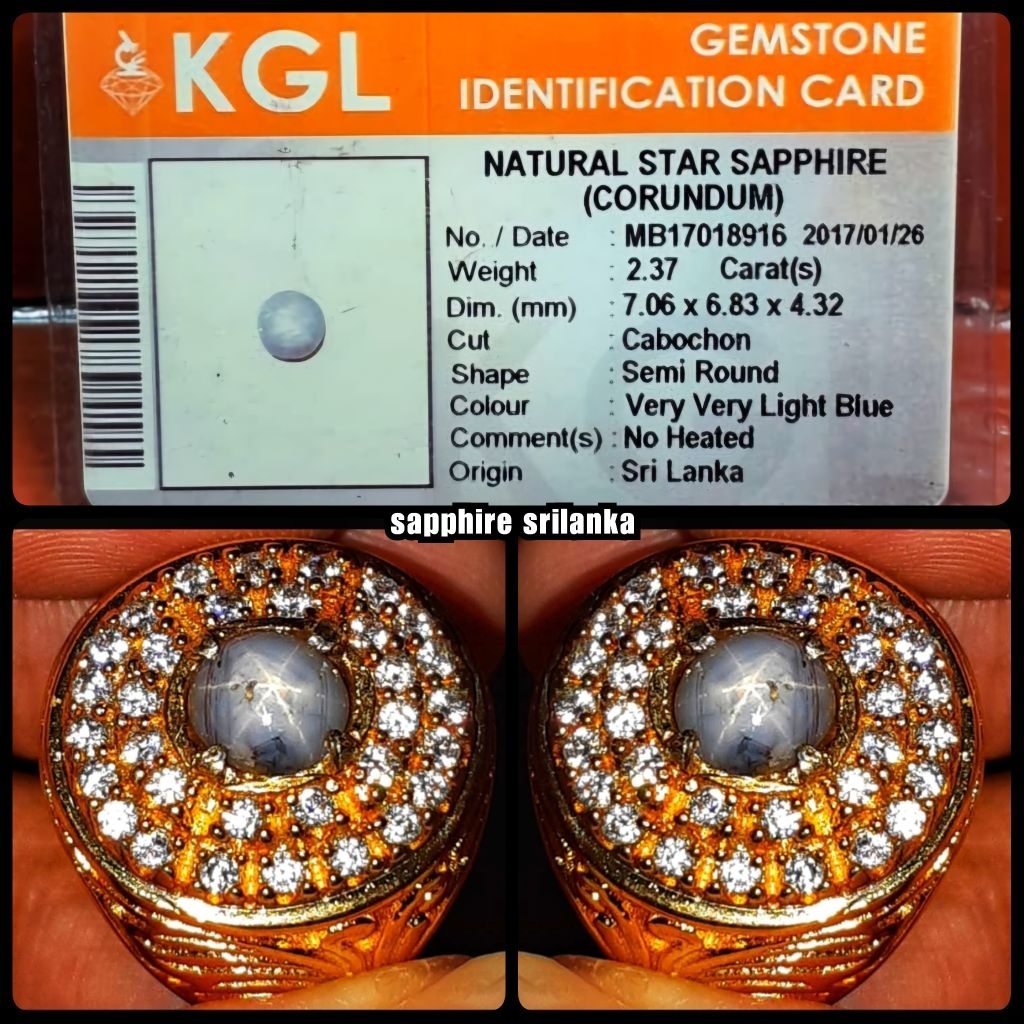 KGL
GEMSTONE
IDENTIFICATION CARD
NATURAL STAR SAPPHIRE
(CORUNDUM)
No. / Date : MB17018916 2017/01/26
Weight : 2.37 Carat(s)
Dim. (mm) : 7.06 x 6.83 x 4.32
Cut : Cabochon
Shape : Semi Round
Colour : Very Very Light Blue
Comment(s) : No Heated
Origin : Sri Lanka
sapphire srilanka